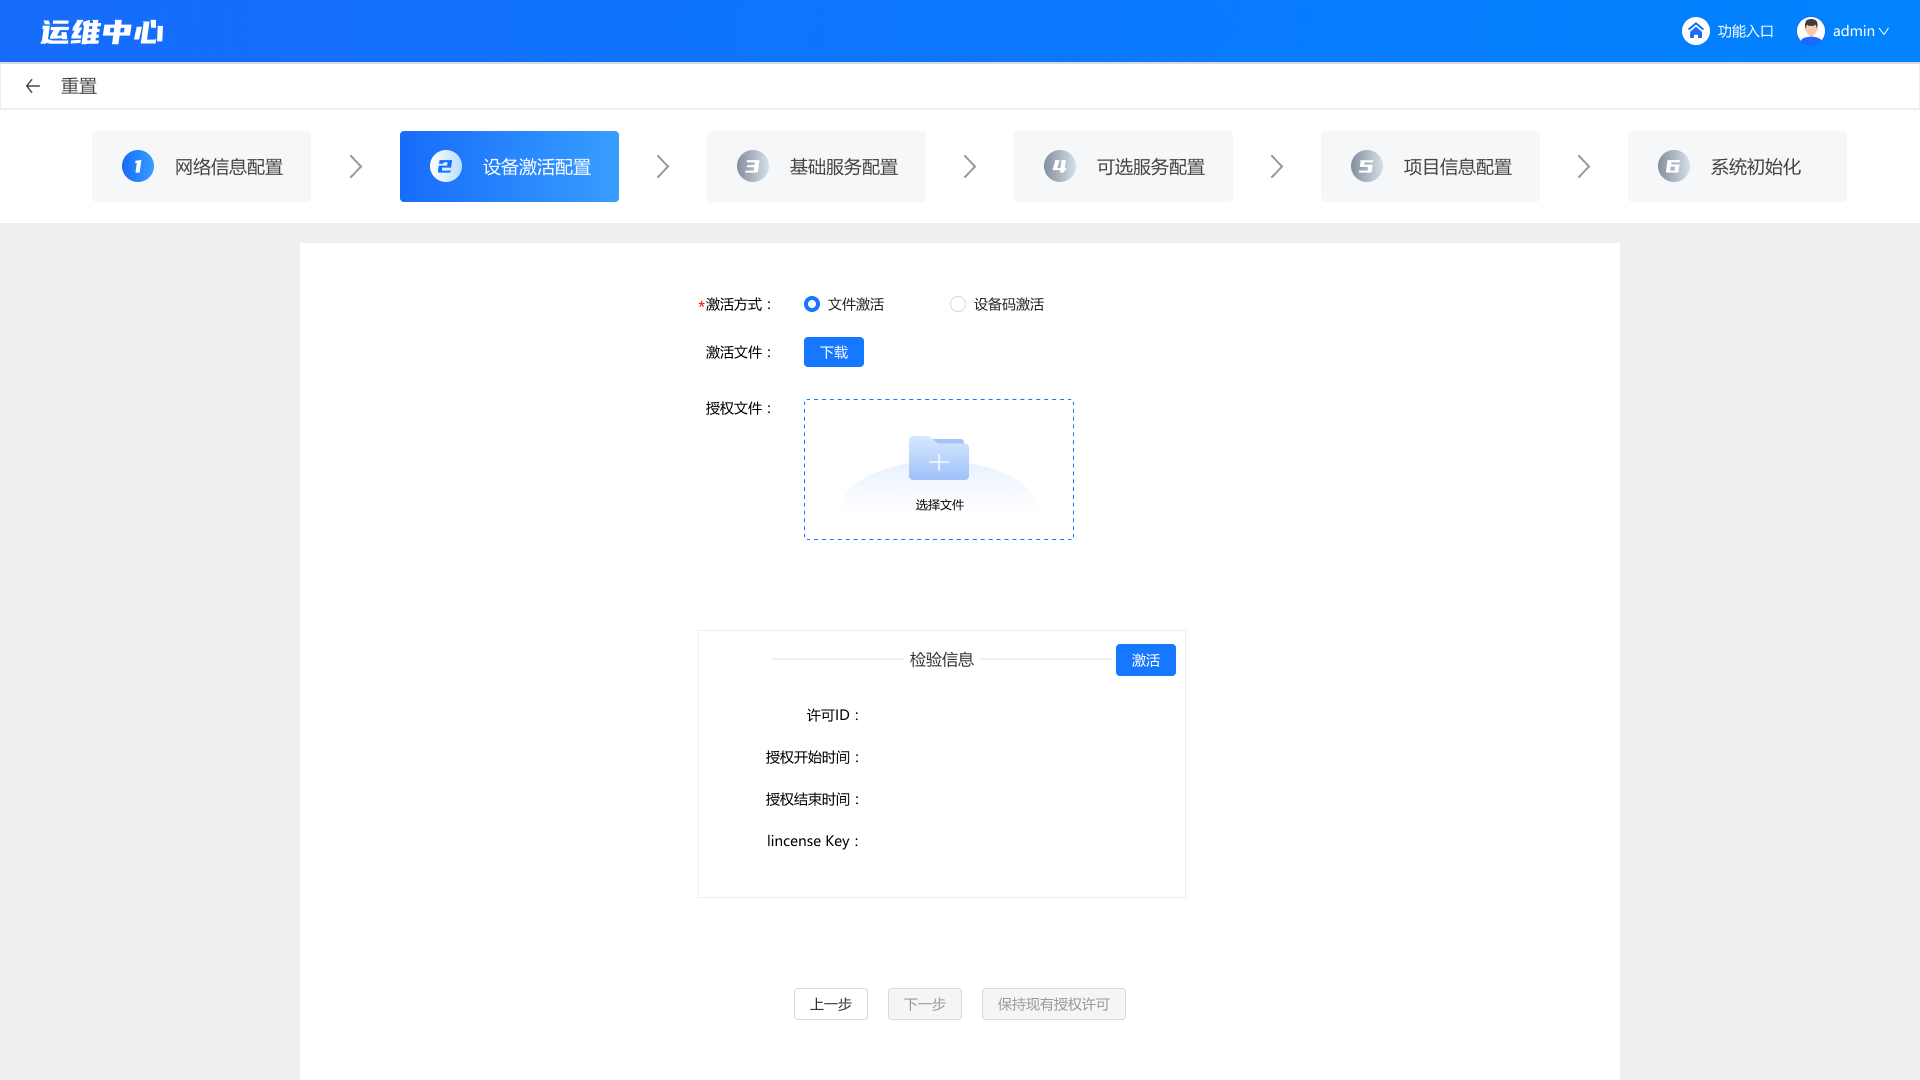 运维中心
功能入口
admin
重置
1 网络信息配置
2 设备激活配置
3 基础服务配置
4 可选服务配置
5 项目信息配置
6 系统初始化
*激活方式：
文件激活
设备码激活
激活文件：
下载
授权文件：
选择文件
检验信息
激活
许可ID：
授权开始时间：
授权结束时间：
lincense Key：
上一步
下一步
保持现有授权许可